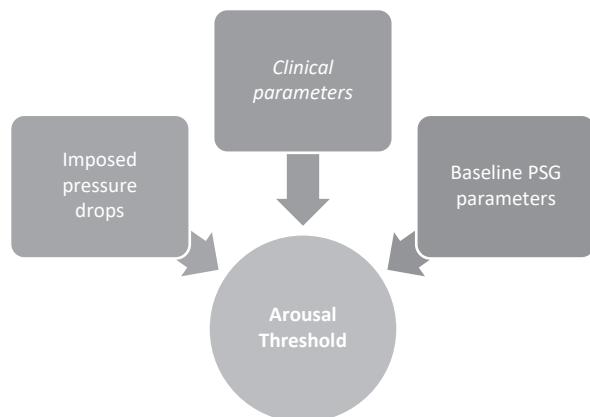 Clinical
parameters
Imposed
pressure
drops
Baseline PSG
parameters
Arousal
Threshold